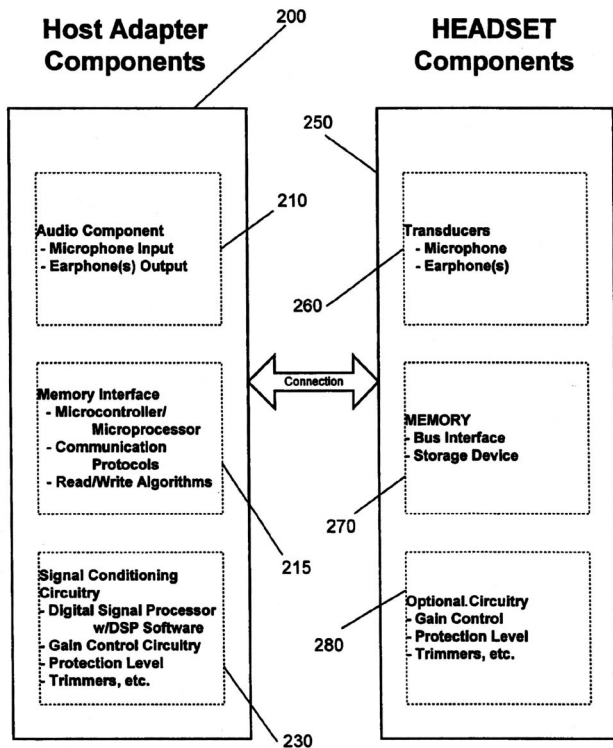 Host Adapter
Components
200
HEADSET
Components
250
210
Audio Component
- Microphone Input
- Earphone(s) Output
Transducers
- Microphone
- Earphone(s)
260
Connection
Memory Interface
- Microcontroller/
Microprocessor
- Communication
Protocols
- Read/Write Algorithms
MEMORY
- Bus Interface
- Storage Device
270
215
Signal Conditioning
Circuitry
- Digital Signal Processor
w/DSP Software
- Gain Control Circuitry
- Protection Level
- Trimmers, etc.
Optional.Circuitry
- Gain Control
- Protection Level
- Trimmers, etc.
280
230